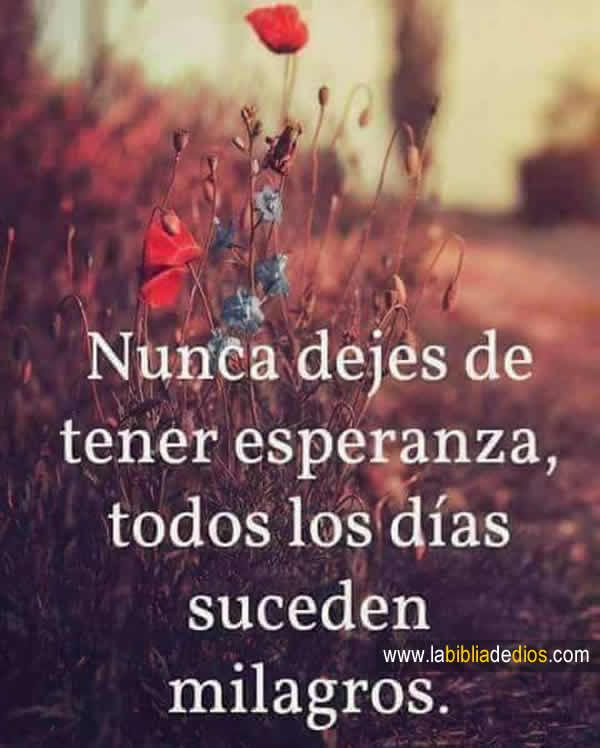 Nunca dejes de
tener esperanza,
todos los días
suceden
www.labibliadedios.com
milagros.